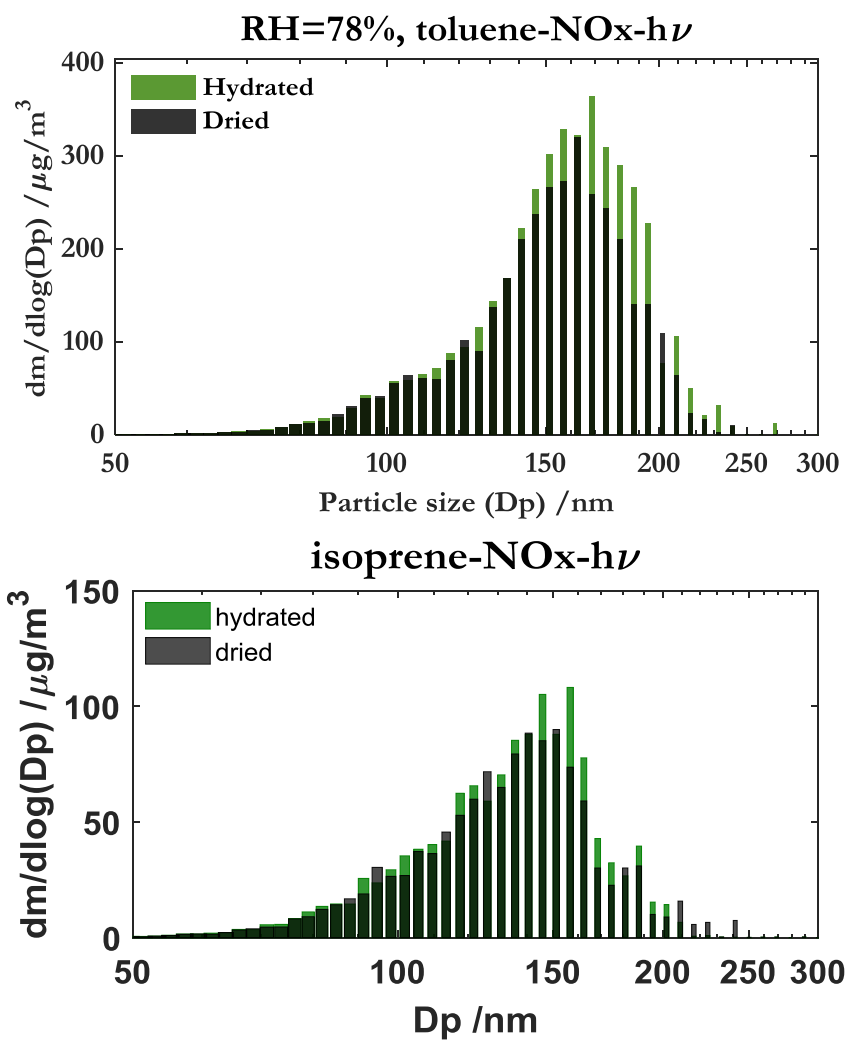 RH=78%, toluene-NOx-hν
400
300
200
100
0
dm/dlog(Dp) /μg/m³
Hydrated
Dried
50 100 150 200 250 300
Particle size (Dp) /nm
isoprene-NOx-hν
150
100
50
0
dm/dlog(Dp) /μg/m³
hydrated
dried
50 100 150 200 250 300
Dp /nm